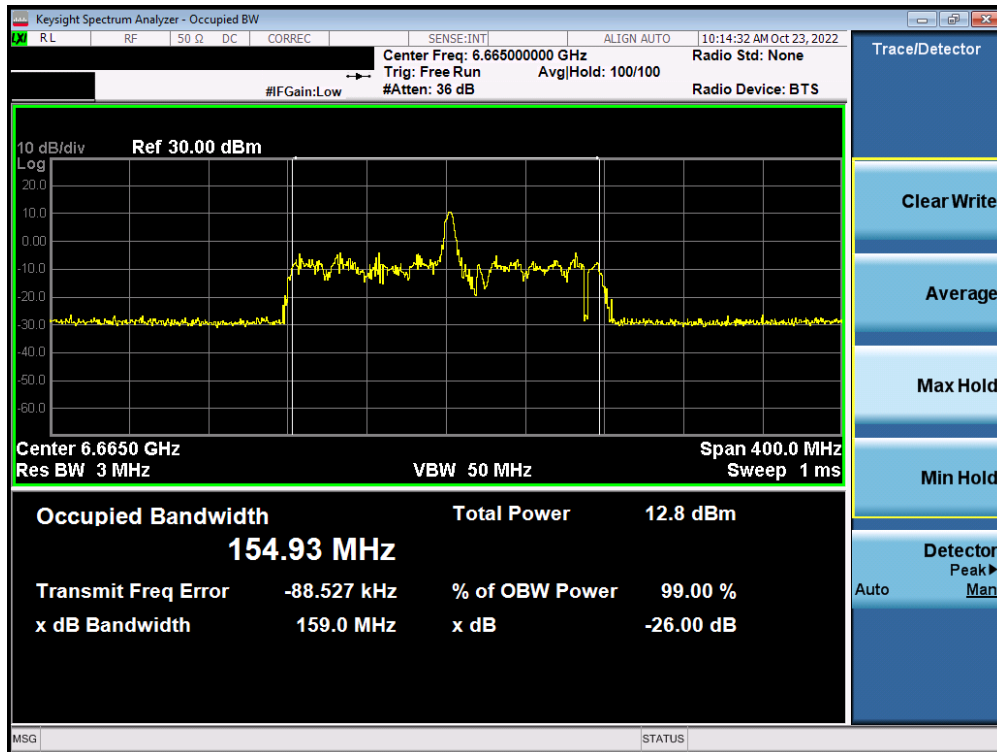 Keysight Spectrum Analyzer - Occupied BW
LXI RL RF 50 Ω DC CORREC SENSE:INT ALIGN AUTO 10:14:32 AM Oct 23, 2022
Center Freq: 6.665000000 GHz Radio Std: None
Trig: Free Run Avg|Hold: 100/100
#IFGain:Low #Atten: 36 dB Radio Device: BTS
10 dB/div Ref 30.00 dBm
Log
20.0
10.0
0.00
-10.0
-20.0
-30.0
-40.0
-50.0
-60.0
Center 6.6650 GHz Span 400.0 MHz
Res BW 3 MHz VBW 50 MHz Sweep 1 ms
Occupied Bandwidth Total Power 12.8 dBm
154.93 MHz
Transmit Freq Error -88.527 kHz % of OBW Power 99.00 %
x dB Bandwidth 159.0 MHz x dB -26.00 dB
MSG STATUS
Trace/Detector
Clear Write
Average
Max Hold
Min Hold
Detector
Peak▶
Auto Man